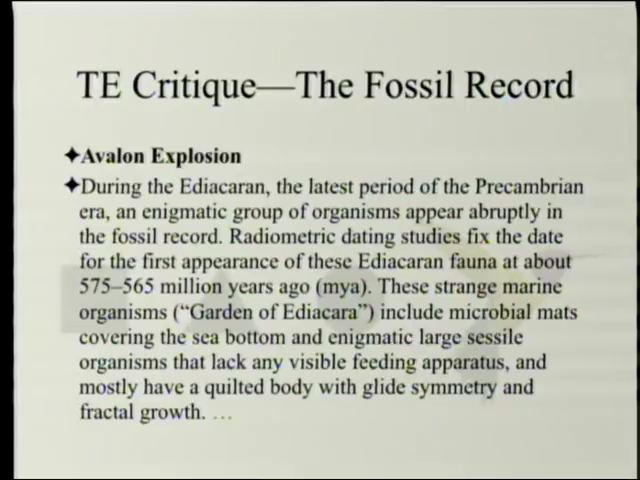 TE Critique—The Fossil Record
✦Avalon Explosion
✦During the Ediacaran, the latest period of the Precambrian
era, an enigmatic group of organisms appear abruptly in
the fossil record. Radiometric dating studies fix the date
for the first appearance of these Ediacaran fauna at about
575–565 million years ago (mya). These strange marine
organisms (“Garden of Ediacara”) include microbial mats
covering the sea bottom and enigmatic large sessile
organisms that lack any visible feeding apparatus, and
mostly have a quilted body with glide symmetry and
fractal growth. …